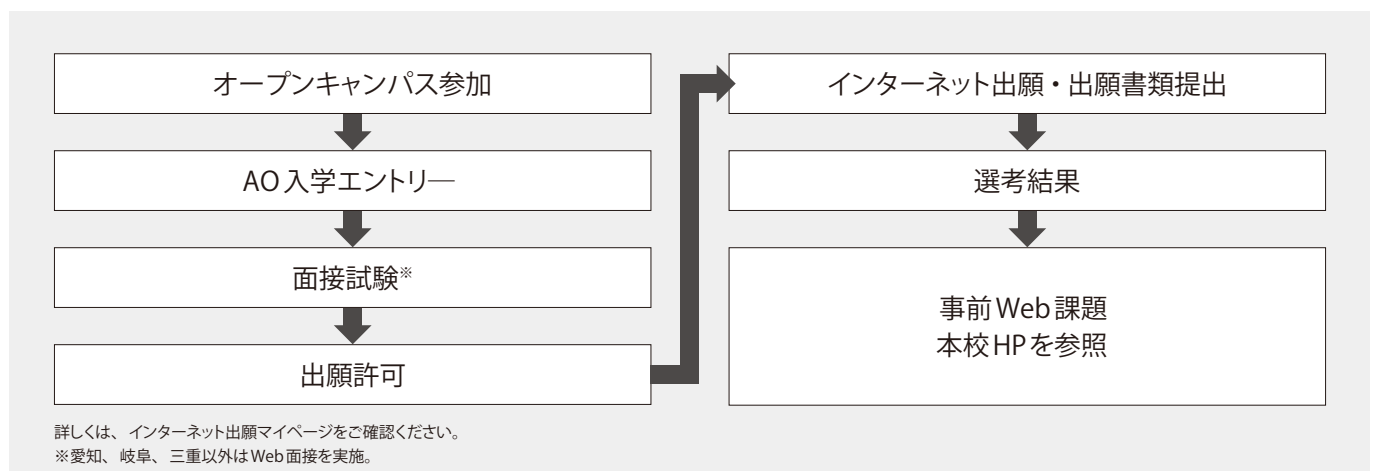 オープンキャンパス参加
AO入学エントリ―
面接試験※
出願許可
インターネット出願・出願書類提出
選考結果
事前Web課題
本校HPを参照
詳しくは、インターネット出願マイページをご確認ください。
※愛知、岐阜、三重以外はWeb面接を実施。